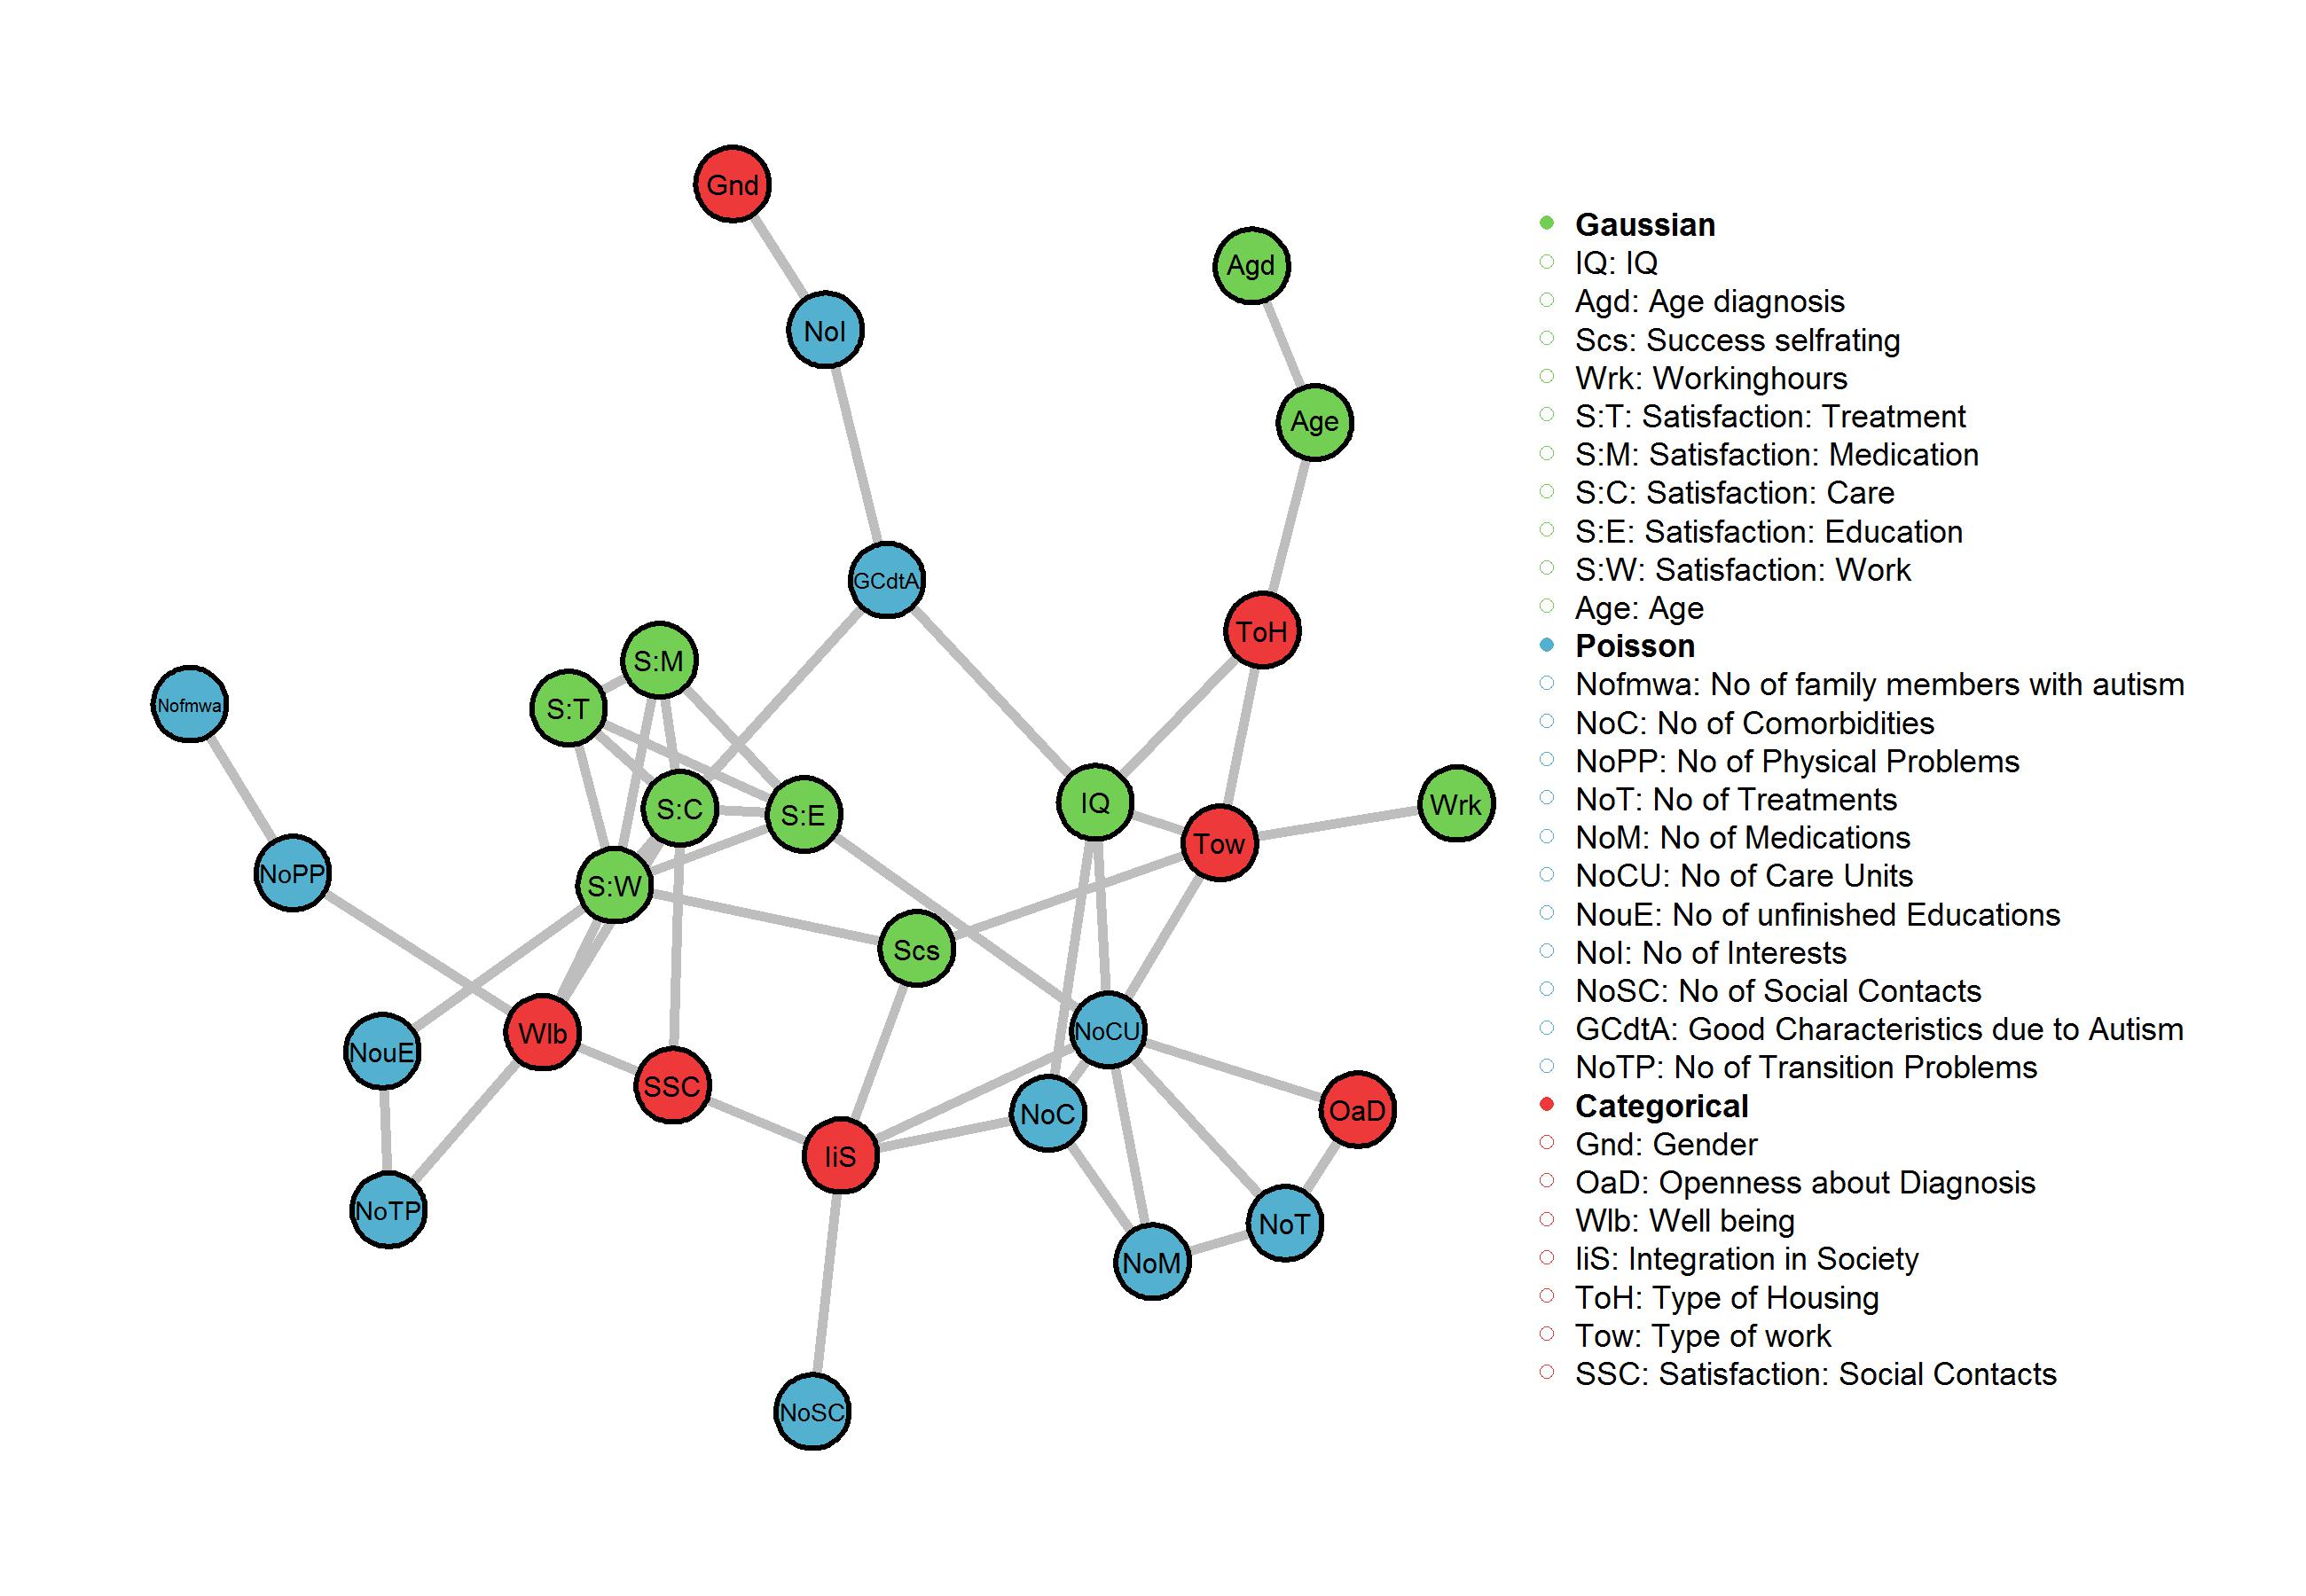 Gnd
Agd
NoI
Age
GCdtA
ToH
S:M
S:T
Nofmwa
IQ
Wrk
S:C
S:E
Tow
NoPP
S:W
Scs
Wlb
NoCU
NouE
SSC
OaD
NoC
IiS
NoTP
NoT
NoM
NoSC
Gaussian
IQ: IQ
Agd: Age diagnosis
Scs: Success selfrating
Wrk: Workinghours
S:T: Satisfaction: Treatment
S:M: Satisfaction: Medication
S:C: Satisfaction: Care
S:E: Satisfaction: Education
S:W: Satisfaction: Work
Age: Age
Poisson
Nofmwa: No of family members with autism
NoC: No of Comorbidities
NoPP: No of Physical Problems
NoT: No of Treatments
NoM: No of Medications
NoCU: No of Care Units
NouE: No of unfinished Educations
NoI: No of Interests
NoSC: No of Social Contacts
GCdtA: Good Characteristics due to Autism
NoTP: No of Transition Problems
Categorical
Gnd: Gender
OaD: Openness about Diagnosis
Wlb: Well being
IiS: Integration in Society
ToH: Type of Housing
Tow: Type of work
SSC: Satisfaction: Social Contacts